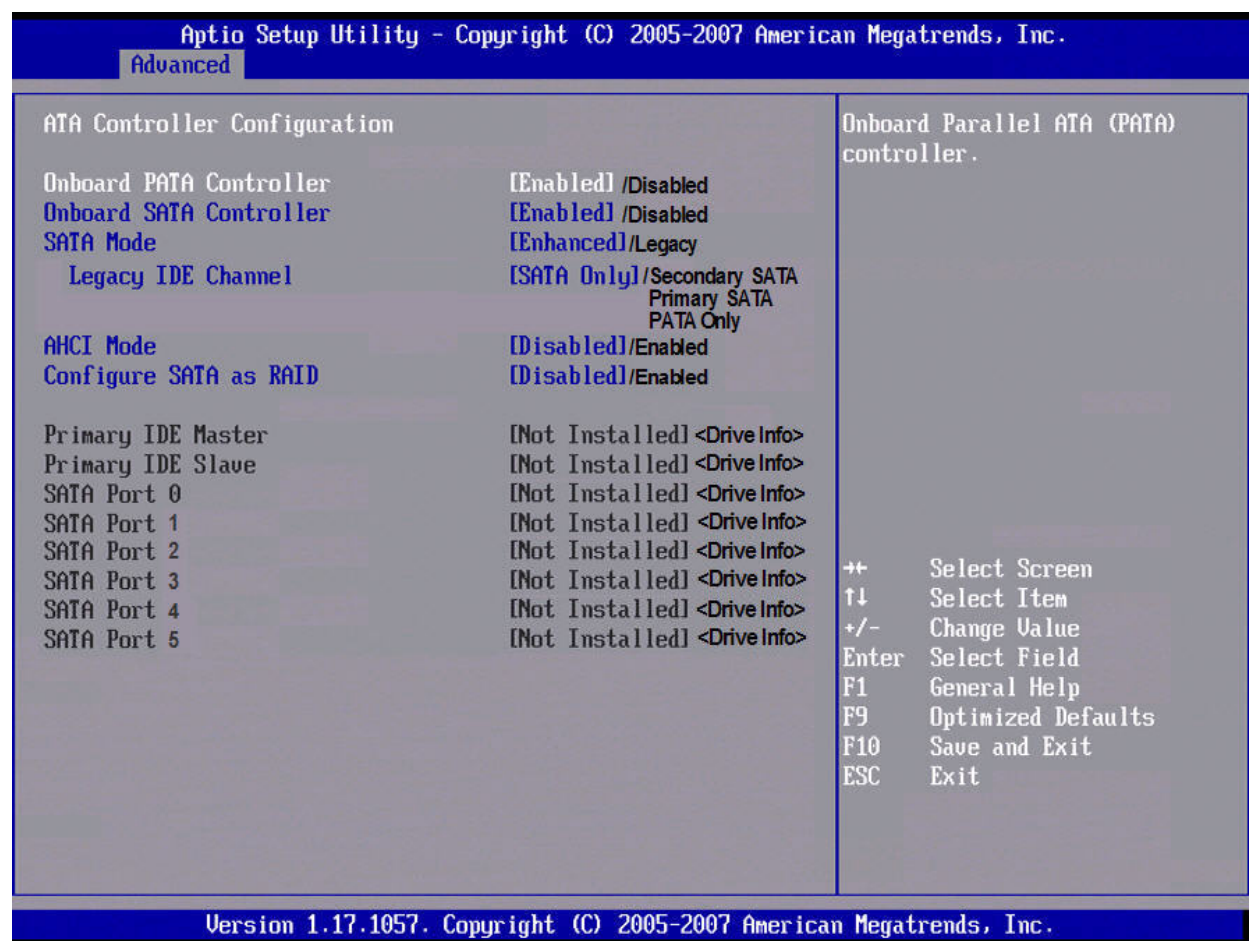 Aptio Setup Utility - Copyright (C) 2005-2007 American Megatrends, Inc.
Advanced
ATA Controller Configuration
Onboard PATA Controller [Enabled] /Disabled
Onboard SATA Controller [Enabled] /Disabled
SATA Mode [Enhanced]/Legacy
Legacy IDE Channel [SATA Only]/Secondary SATA
Primary SATA
PATA Only
AHCI Mode [Disabled]/Enabled
Configure SATA as RAID [Disabled]/Enabled
Primary IDE Master [Not Installed] <Drive Info>
Primary IDE Slave [Not Installed] <Drive Info>
SATA Port 0 [Not Installed] <Drive Info>
SATA Port 1 [Not Installed] <Drive Info>
SATA Port 2 [Not Installed] <Drive Info>
SATA Port 3 [Not Installed] <Drive Info>
SATA Port 4 [Not Installed] <Drive Info>
SATA Port 5 [Not Installed] <Drive Info>
Onboard Parallel ATA (PATA)
controller.
→← Select Screen
↑↓ Select Item
+/- Change Value
Enter Select Field
F1 General Help
F9 Optimized Defaults
F10 Save and Exit
ESC Exit
Version 1.17.1057. Copyright (C) 2005-2007 American Megatrends, Inc.